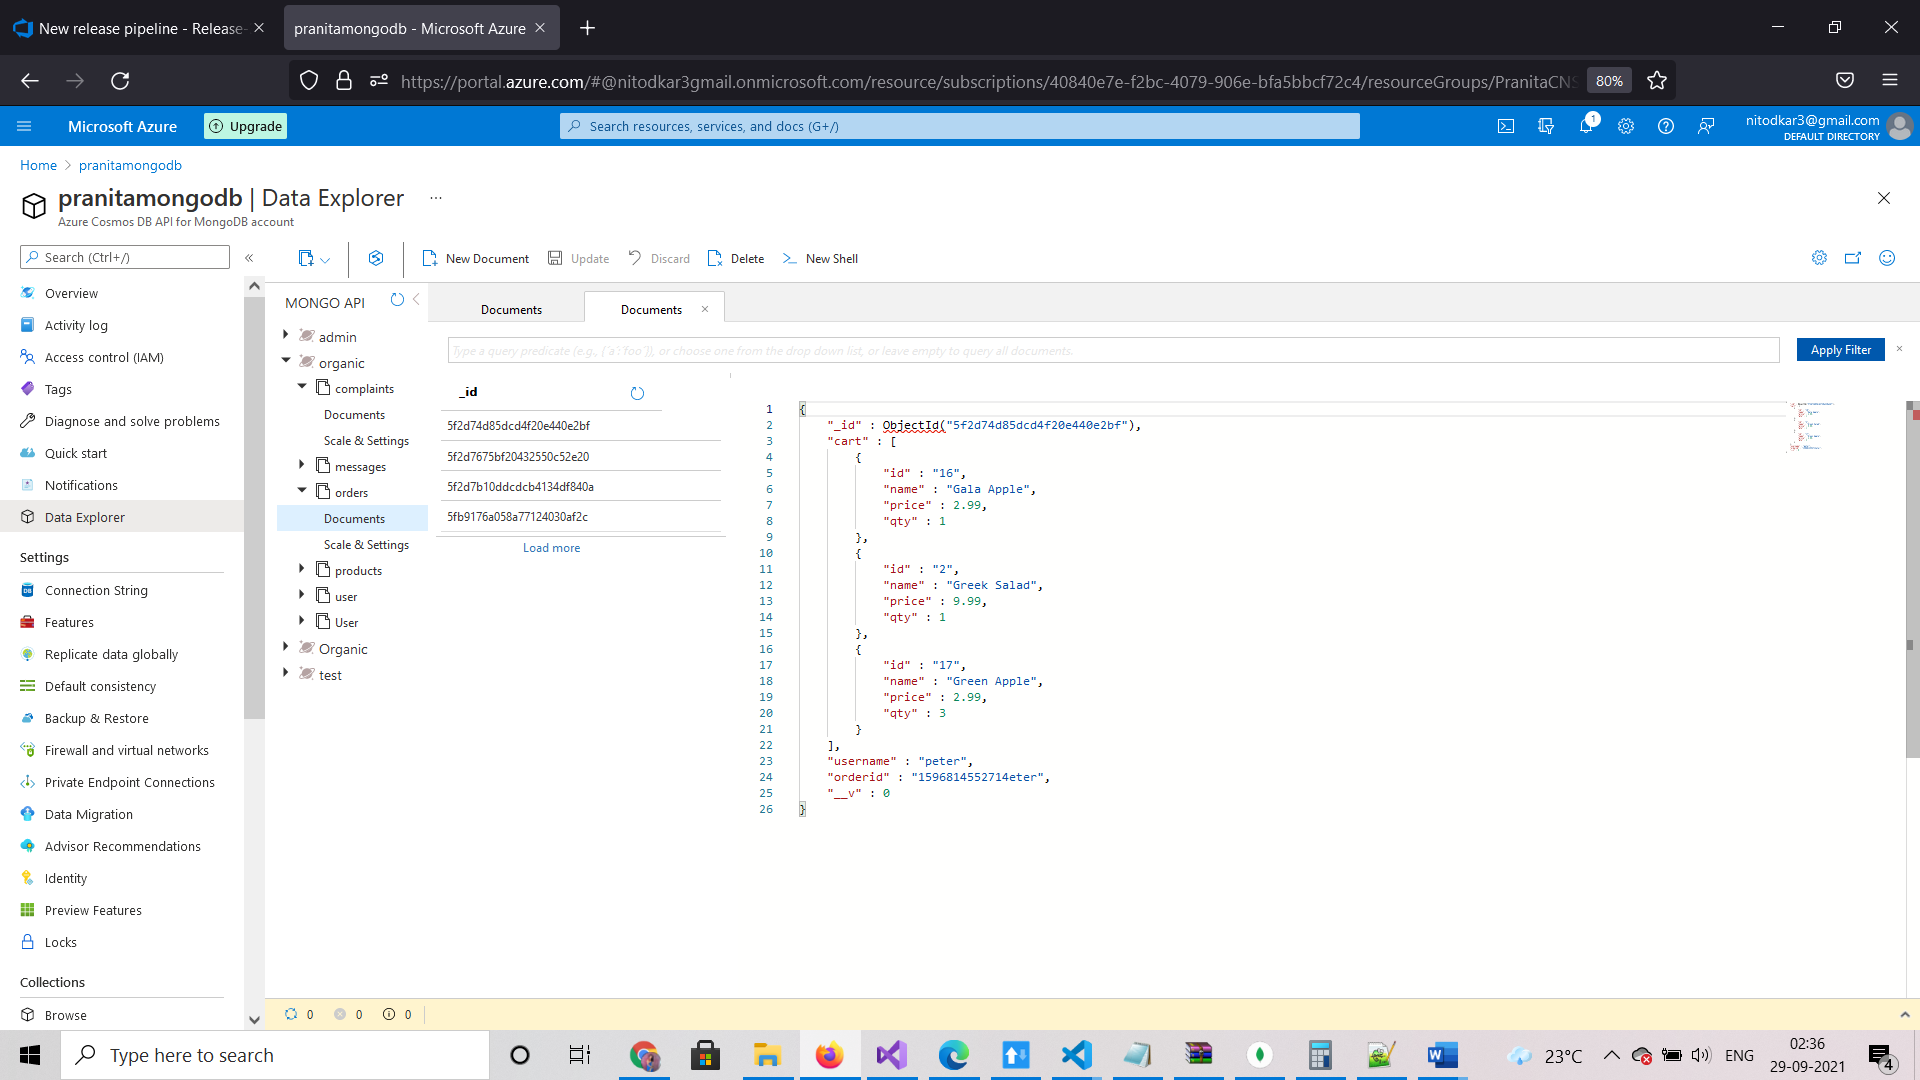 New release pipeline - Release-
pranitamongodb - Microsoft Azure
https://portal.azure.com/#@nitodkar3gmail.onmicrosoft.com/resource/subscriptions/40840e7e-f2bc-4079-906e-bfa5bbcf72c4/resourceGroups/PranitaCNS
80%
Microsoft Azure
Upgrade
Search resources, services, and docs (G+/)
1
nitodkar3@gmail.com
DEFAULT DIRECTORY
Home > pranitamongodb
pranitamongodb | Data Explorer ...
Azure Cosmos DB API for MongoDB account
Search (Ctrl+/)
«
New Document
Update
Discard
Delete
New Shell
Overview
Activity log
Access control (IAM)
Tags
Diagnose and solve problems
Quick start
Notifications
Data Explorer
Settings
Connection String
Features
Replicate data globally
Default consistency
Backup & Restore
Firewall and virtual networks
Private Endpoint Connections
Data Migration
Advisor Recommendations
Identity
Preview Features
Locks
Collections
Browse
MONGO API
admin
organic
complaints
Documents
Scale & Settings
messages
orders
Documents
Scale & Settings
products
user
User
Organic
test
Documents
Documents
Type a query predicate (e.g., {´a´:´foo´}), or choose one from the drop down list, or leave empty to query all documents.
Apply Filter
_id
5f2d74d85dcd4f20e440e2bf
5f2d7675bf20432550c52e20
5f2d7b10ddcdcb4134df840a
5fb9176a058a77124030af2c
Load more
1 {
2 "_id" : ObjectId("5f2d74d85dcd4f20e440e2bf"),
3 "cart" : [
4 {
5 "id" : "16",
6 "name" : "Gala Apple",
7 "price" : 2.99,
8 "qty" : 1
9 },
10 {
11 "id" : "2",
12 "name" : "Greek Salad",
13 "price" : 9.99,
14 "qty" : 1
15 },
16 {
17 "id" : "17",
18 "name" : "Green Apple",
19 "price" : 2.99,
20 "qty" : 3
21 }
22 ],
23 "username" : "peter",
24 "orderid" : "1596814552714eter",
25 "__v" : 0
26 }
0 0 0
Type here to search
23°C
ENG
02:36
29-09-2021
4